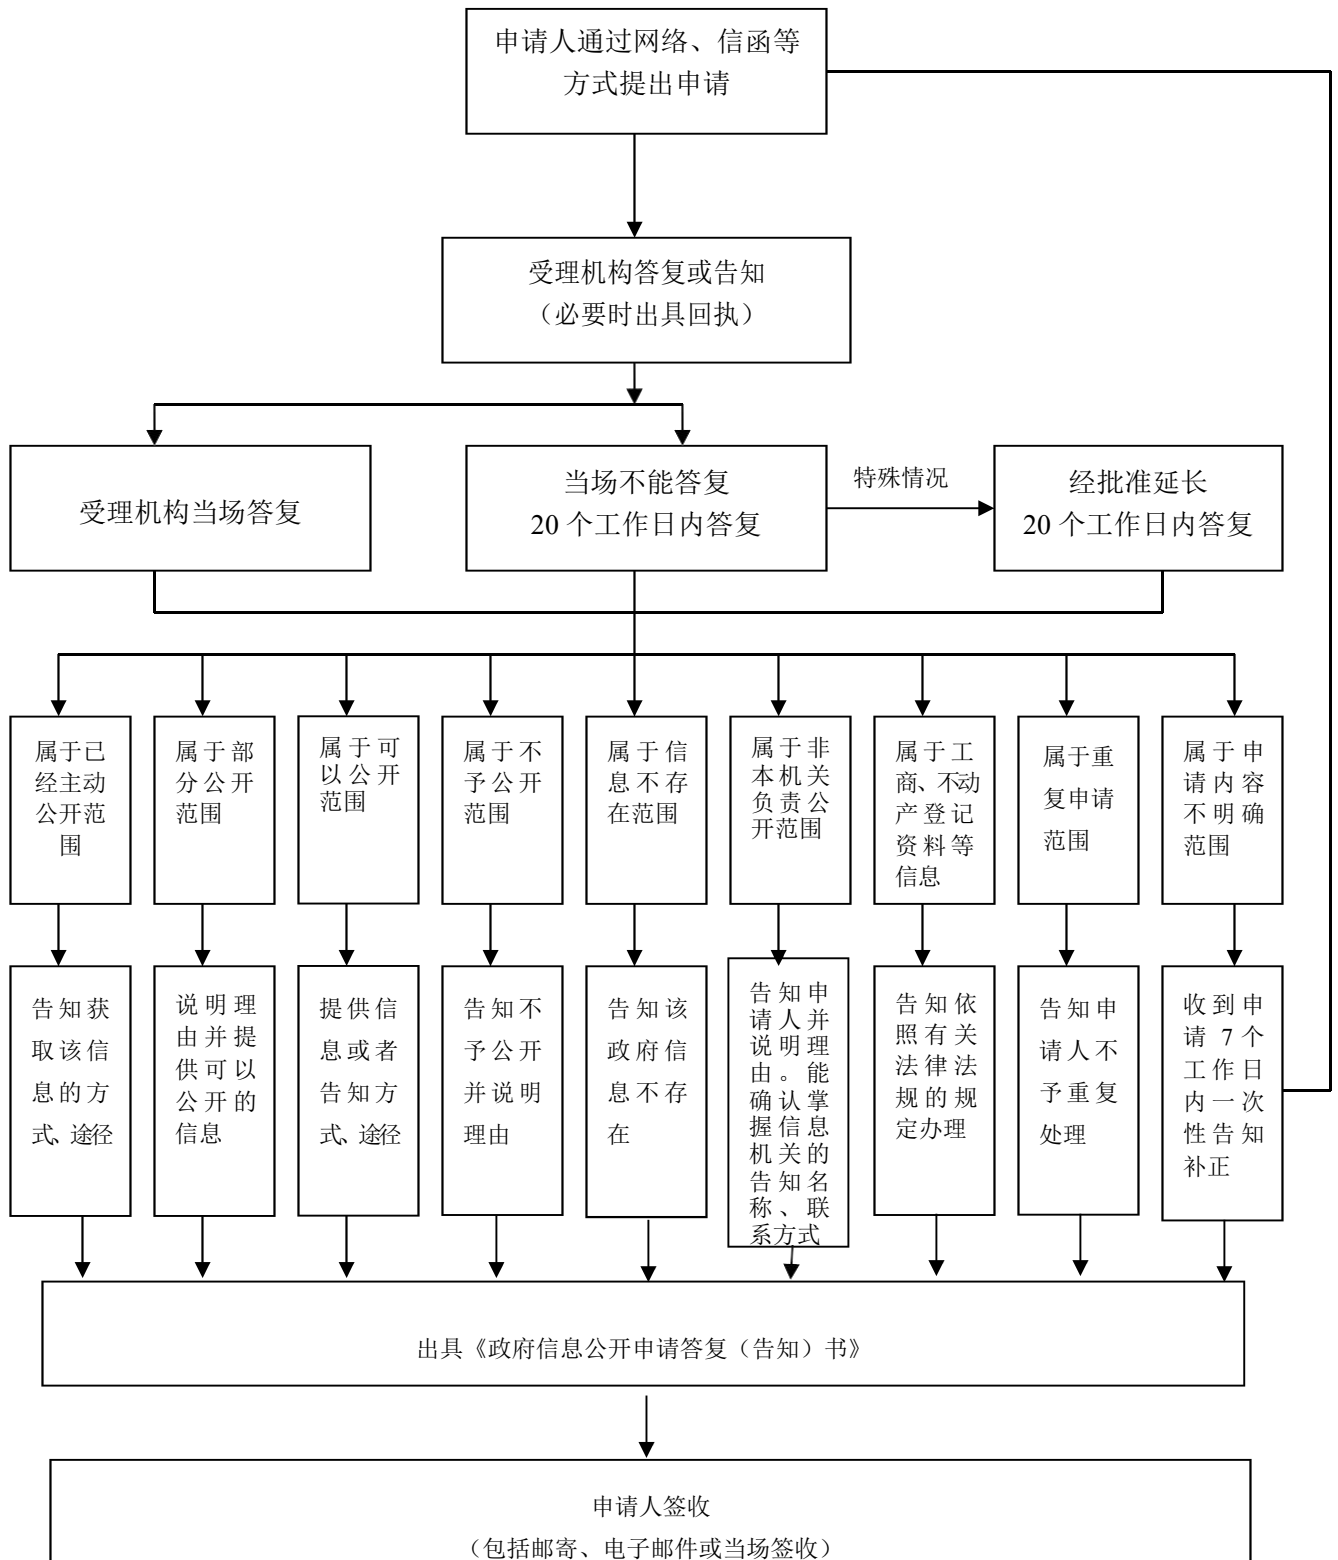 申请人通过网络、信函等
方式提出申请
受理机构答复或告知
（必要时出具回执）
受理机构当场答复
当场不能答复
20 个工作日内答复
特殊情况
经批准延长
20 个工作日内答复
属于已
经主动
公开范
围
属于部
分公开
范围
属于可
以公开
范围
属于不
予公开
范围
属于信
息不存
在范围
属于非
本机关
负责公
开范围
属于工
商、不动
产登记
资料等
信息
属于重
复申请
范围
属于申
请内容
不明确
范围
告知获
取该信
息的方
式、途径
说明理
由并提
供可以
公开的
信息
提供信
息或者
告知方
式、途径
告知不
予公开
并说明
理由
告知该
政府信
息不存
在
告知申
请人并
说明理
由。能
确认掌
握信息
机关的
告知名
称、联
系方式
告知依
照有关
法律法
规的规
定办理
告知申
请人不
予重复
处理
收到申
请 7 个
工作日
内一次
性告知
补正
出具《政府信息公开申请答复（告知）书》
申请人签收
（包括邮寄、电子邮件或当场签收）